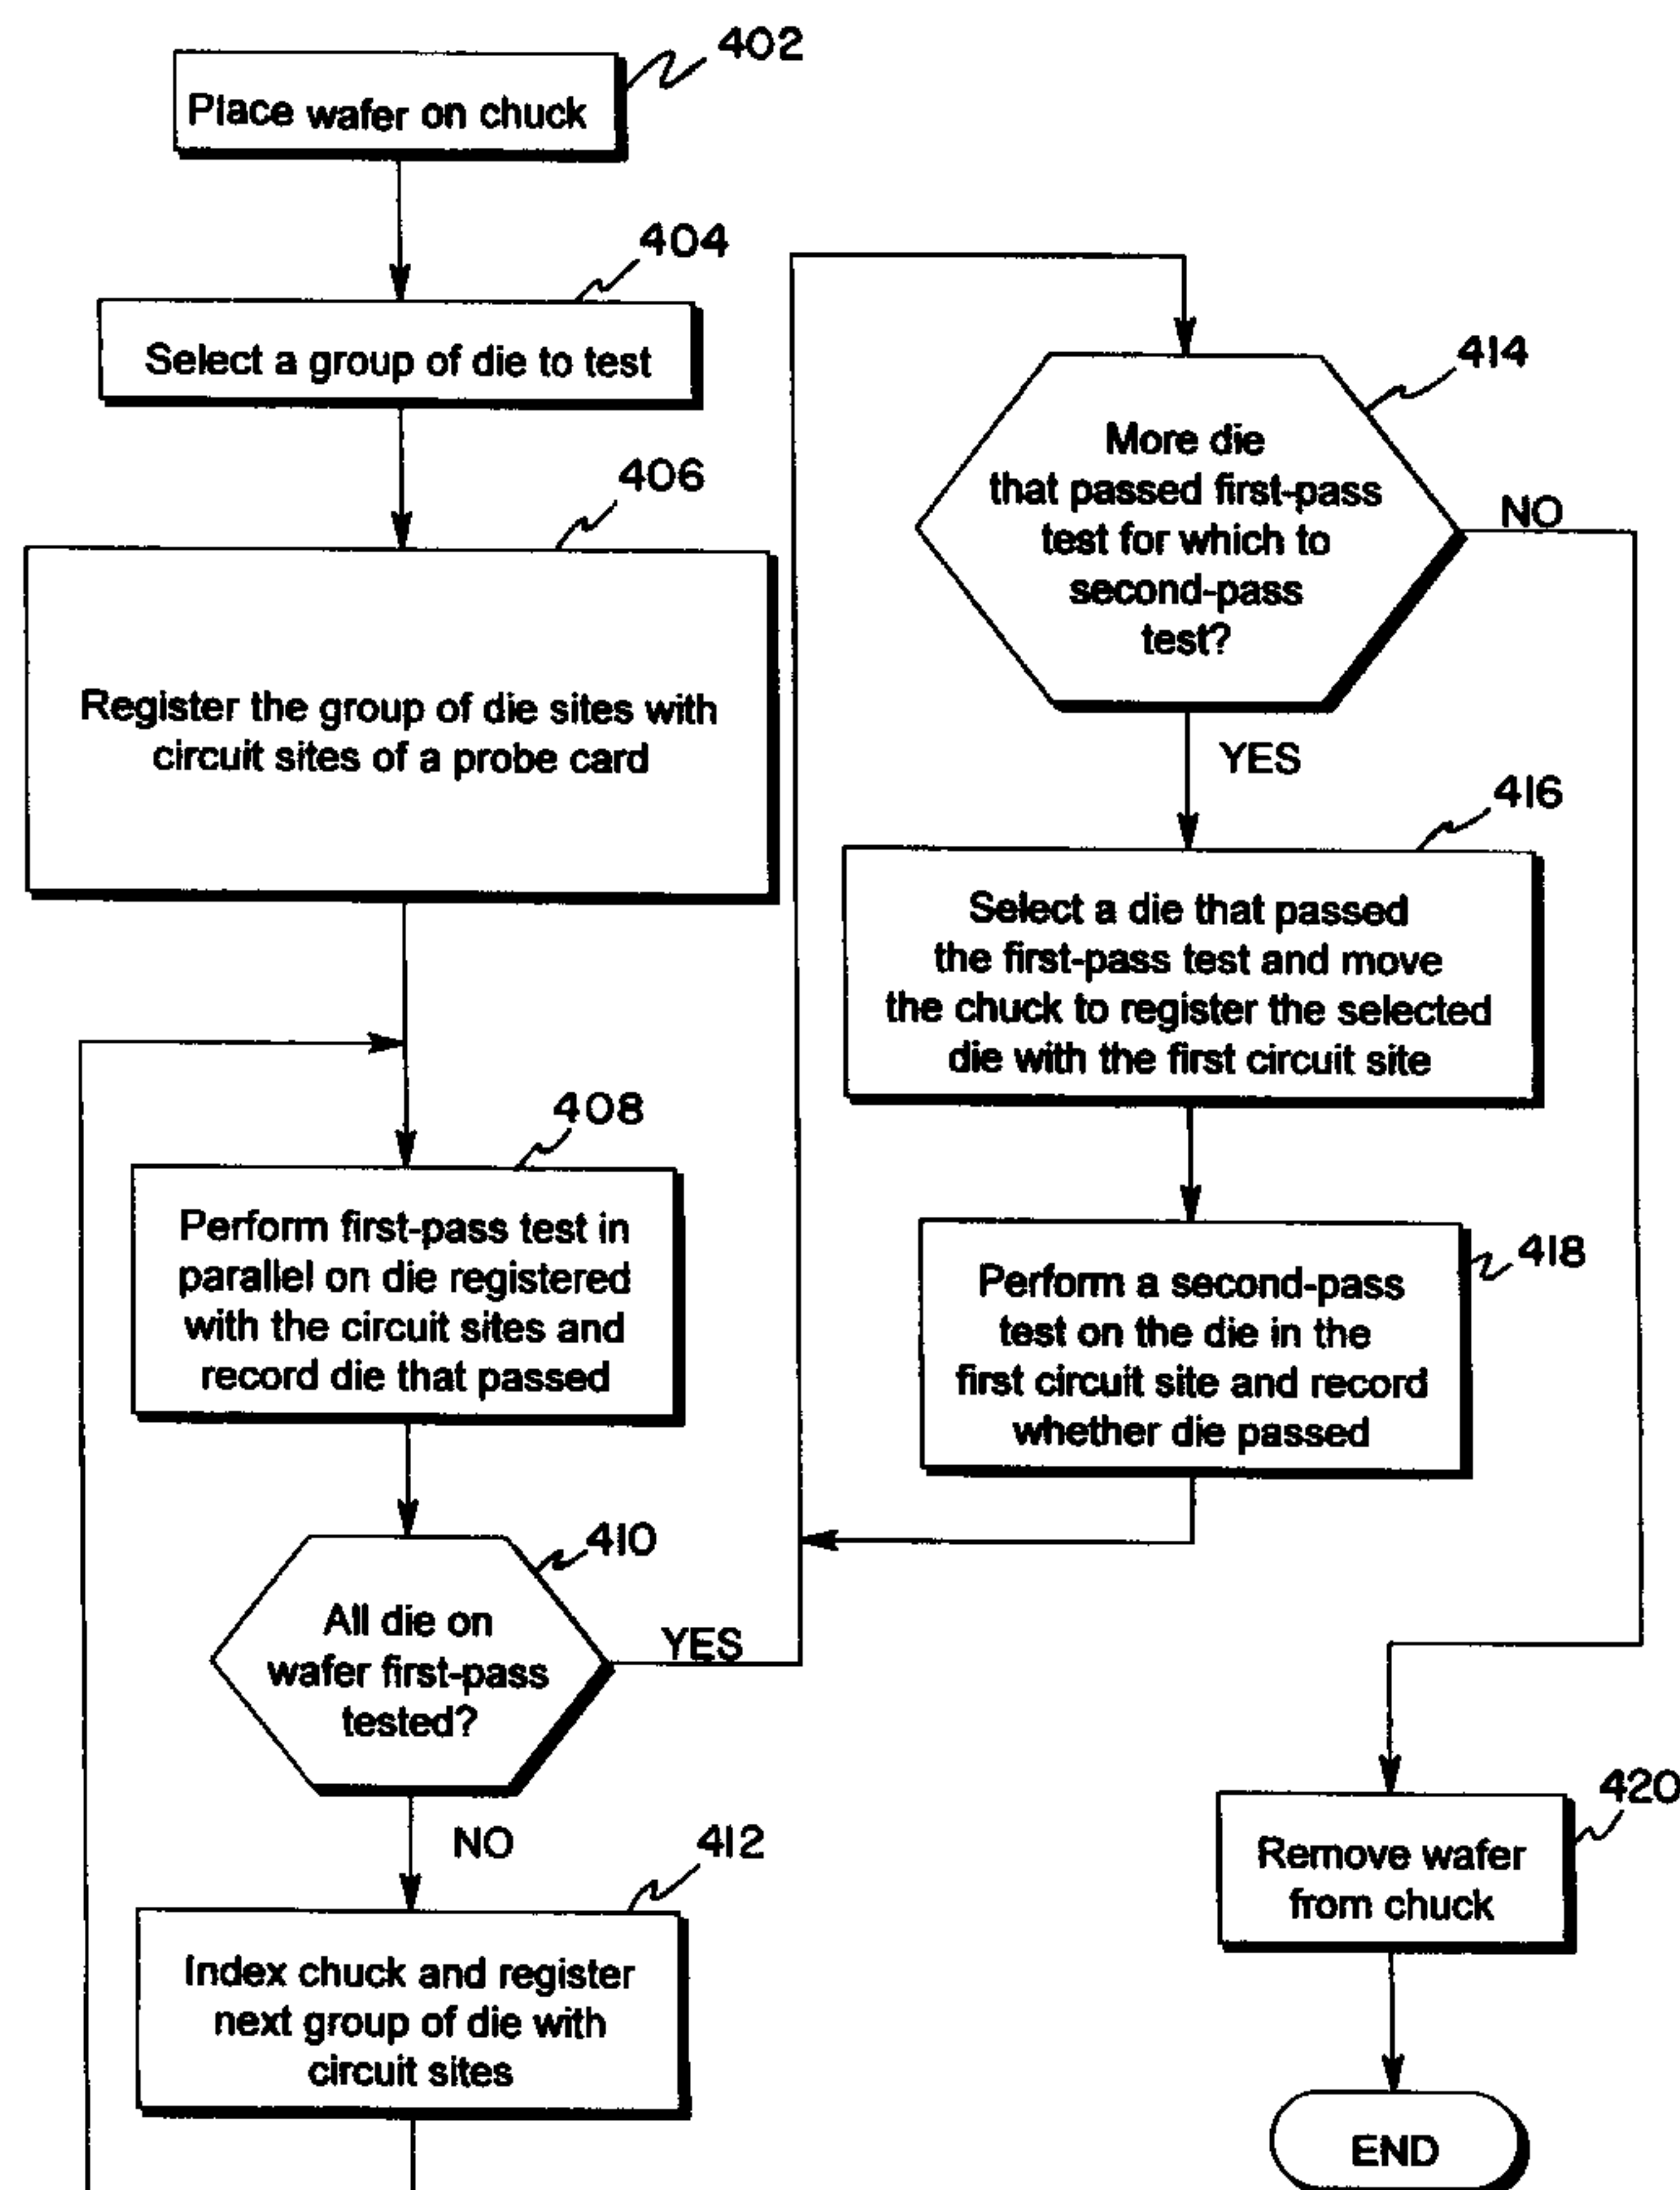 402
Place wafer on chuck
404
Select a group of die to test
406
Register the group of die sites with
circuit sites of a probe card
408
Perform first-pass test in
parallel on die registered
with the circuit sites and
record die that passed
410
All die on
wafer first-pass
tested?
YES
NO
412
Index chuck and register
next group of die with
circuit sites
414
More die
that passed first-pass
test for which to
second-pass
test?
NO
YES
416
Select a die that passed
the first-pass test and move
the chuck to register the selected
die with the first circuit site
418
Perform a second-pass
test on the die in the
first circuit site and record
whether die passed
420
Remove wafer
from chuck
END